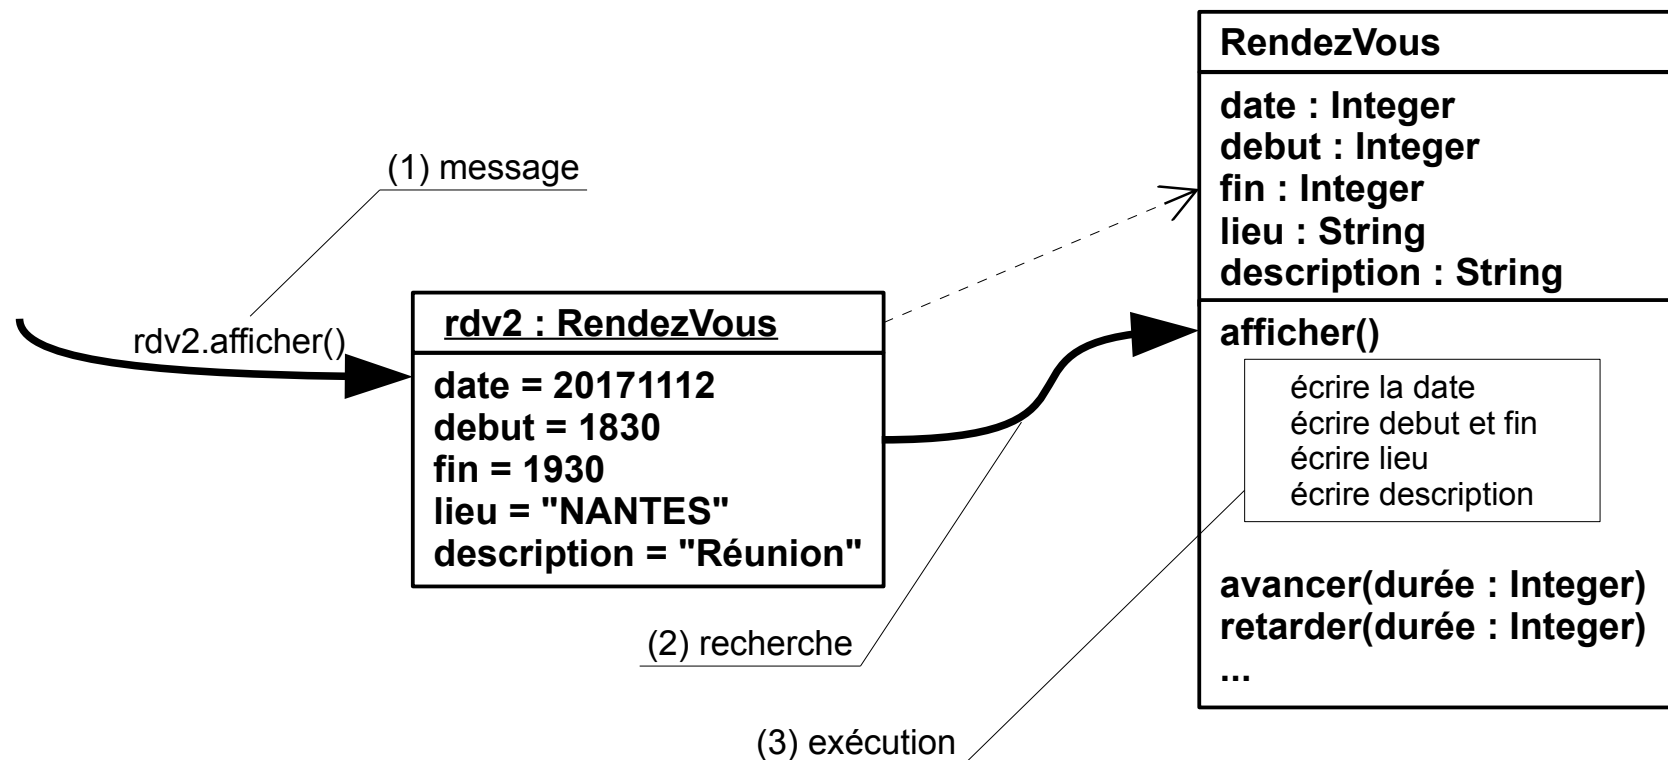 (1) message
rdv2.afficher()
rdv2 : RendezVous
date = 20171112
debut = 1830
fin = 1930
lieu = "NANTES"
description = "Réunion"
(2) recherche
(3) exécution
RendezVous
date : Integer
debut : Integer
fin : Integer
lieu : String
description : String
afficher()
écrire la date
écrire debut et fin
écrire lieu
écrire description
avancer(durée : Integer)
retarder(durée : Integer)
...